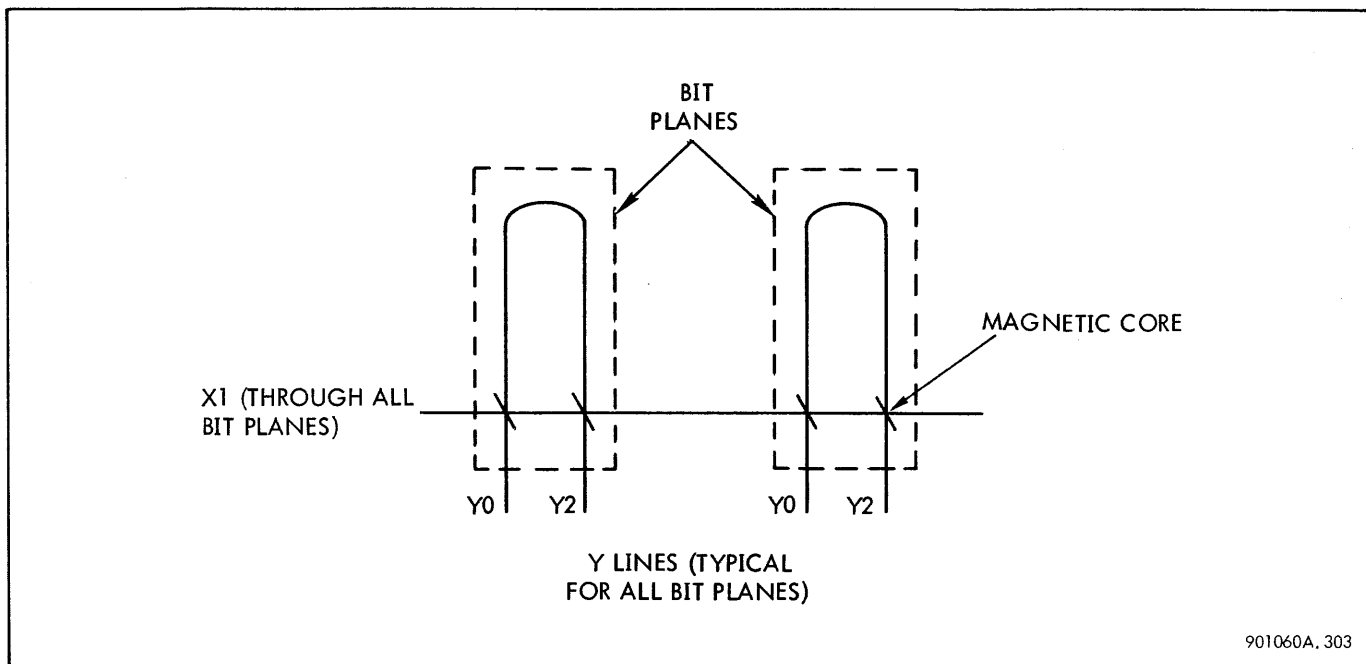 BIT
PLANES
MAGNETIC CORE
X1 (THROUGH ALL
BIT PLANES)
Y0 Y2 Y0 Y2
Y LINES (TYPICAL
FOR ALL BIT PLANES)
901060A. 303